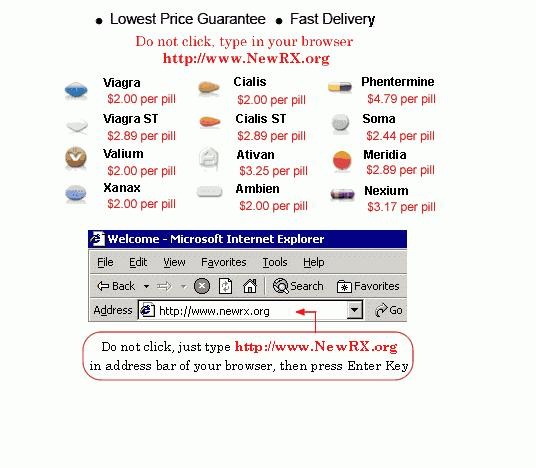 • Lowest Price Guarantee • Fast Delivery
Do not click, type in your browser
http://www.NewRX.org
Viagra Cialis Phentermine
$2.00 per pill $2.00 per pill $4.79 per pill
Viagra ST Cialis ST Soma
$2.89 per pill $2.89 per pill $2.44 per pill
Valium Ativan Meridia
$2.00 per pill $3.25 per pill $2.89 per pill
Xanax Ambien Nexium
$2.00 per pill $2.00 per pill $3.17 per pill
Welcome - Microsoft Internet Explorer
File Edit View Favorites Tools Help
Back Search Favorites
Address http://www.newrx.org Go
Do not click, just type http://www.NewRX.org
in address bar of your browser, then press Enter Key